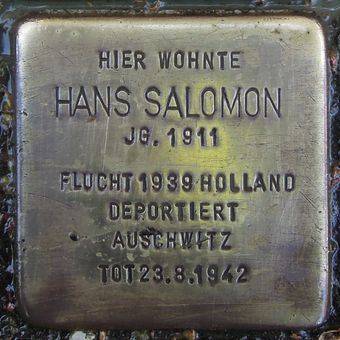 HIER WOHNTE
HANS SALOMON
JG. 1911
FLUCHT 1939 HOLLAND
DEPORTIERT
AUSCHWITZ
TOT 23.8.1942